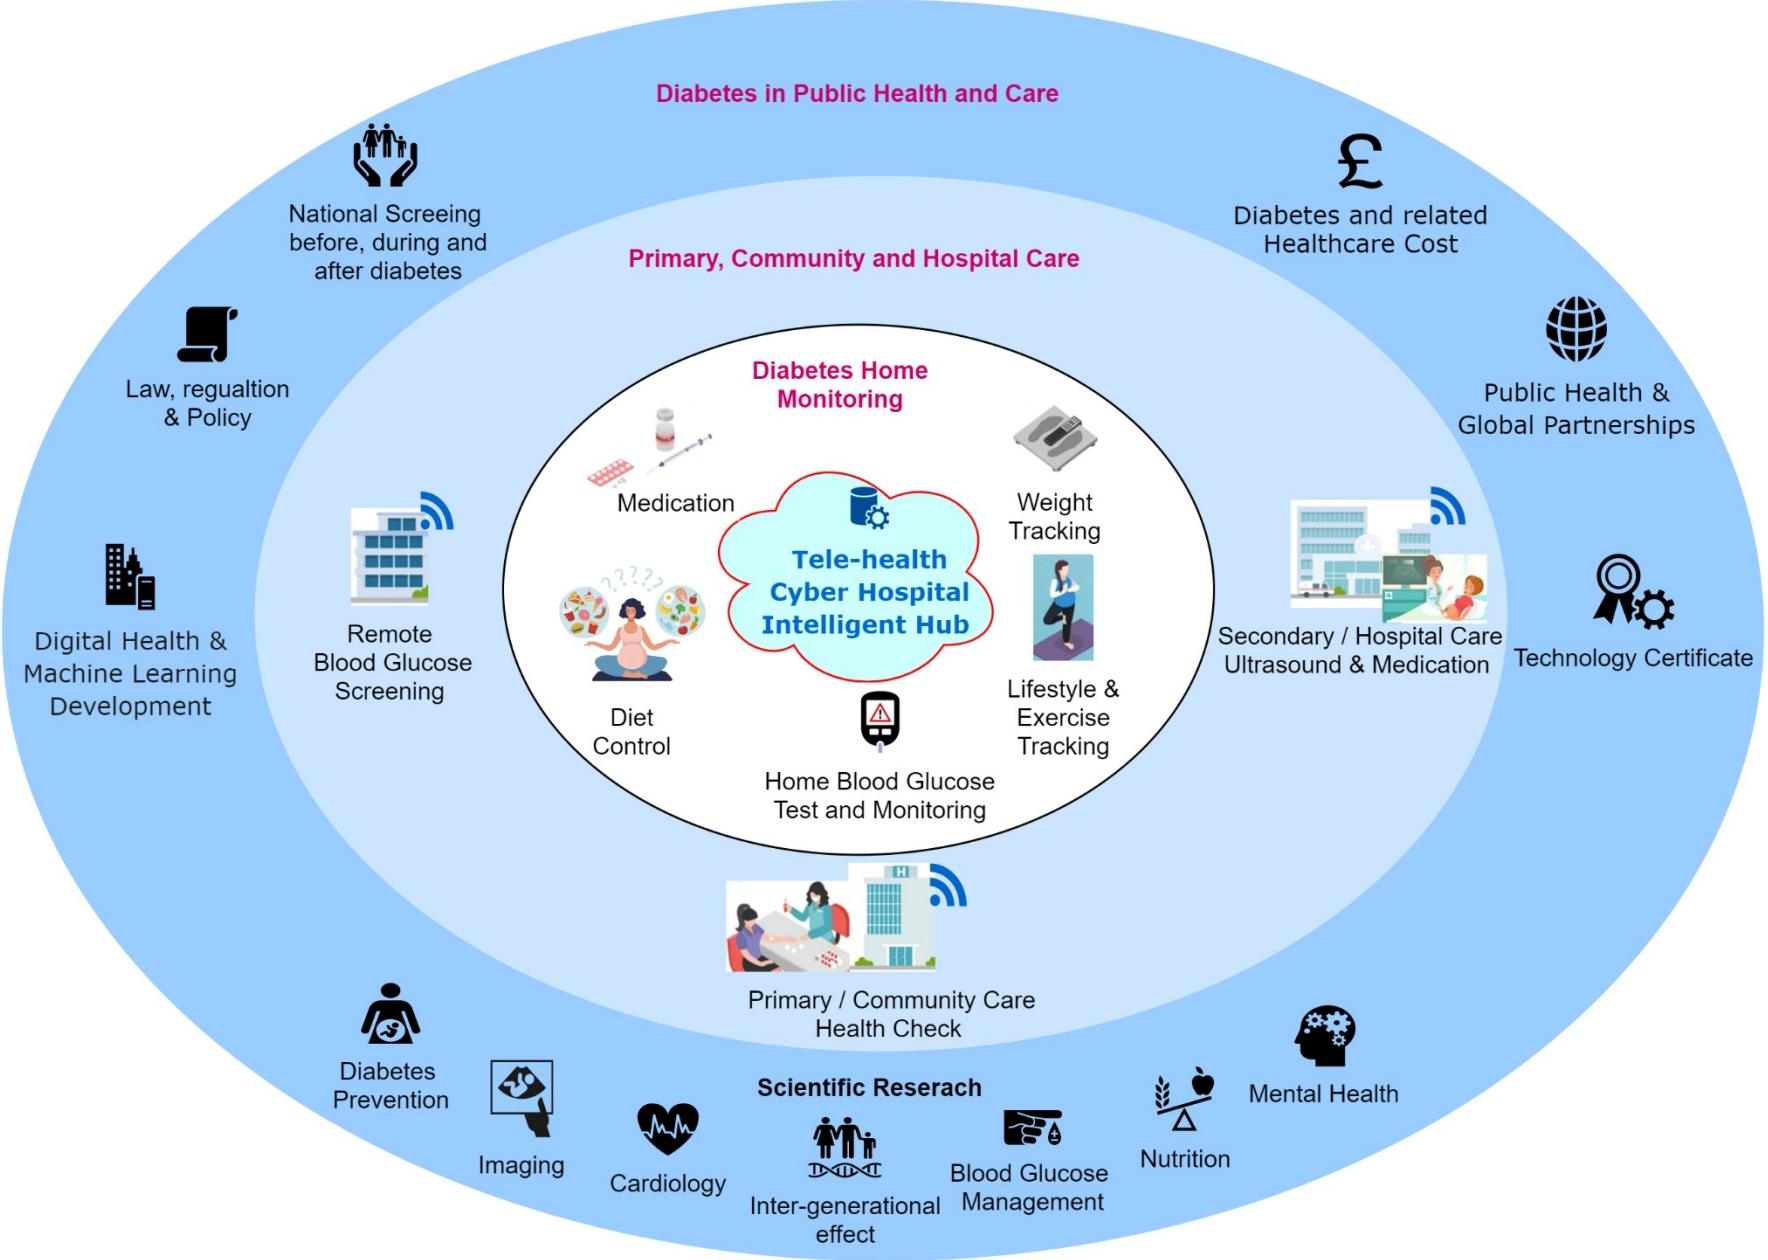 Diabetes in Public Health and Care
National Screeing
before, during and
after diabetes
£
Diabetes and related
Healthcare Cost
Law, regualtion
& Policy
Public Health &
Global Partnerships
Digital Health &
Machine Learning
Development
Technology Certificate
Primary, Community and Hospital Care
Remote
Blood Glucose
Screening
Secondary / Hospital Care
Ultrasound & Medication
Diabetes Home
Monitoring
INSULIN
Medication
Weight
Tracking
Tele-health
Cyber Hospital
Intelligent Hub
???????
Diet
Control
Lifestyle &
Exercise
Tracking
Home Blood Glucose
Test and Monitoring
H
Primary / Community Care
Health Check
Scientific Reserach
Diabetes
Prevention
Imaging
Cardiology
Inter-generational
effect
Blood Glucose
Management
Nutrition
Mental Health